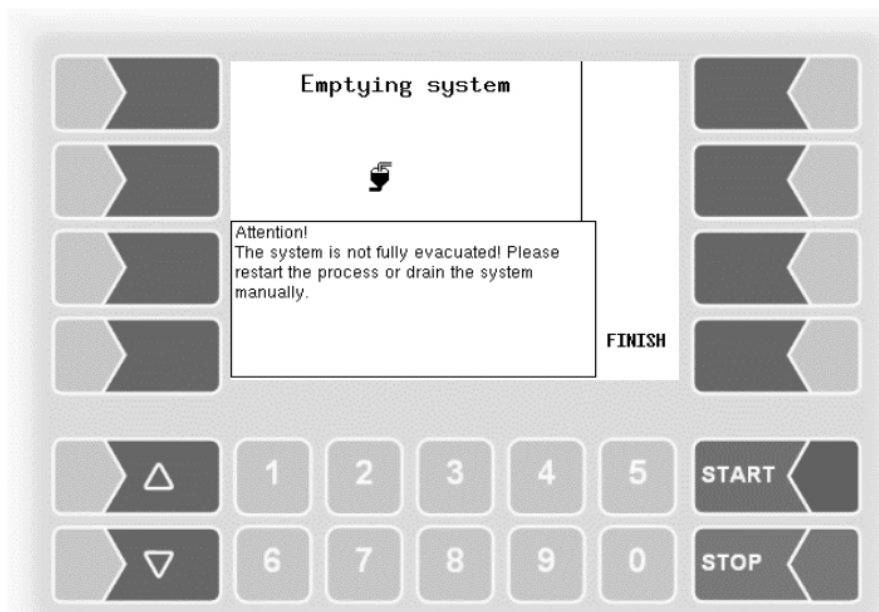 Emptying system
Attention!
The system is not fully evacuated! Please
restart the process or drain the system
manually.
FINISH
1 2 3 4 5 START
6 7 8 9 0 STOP